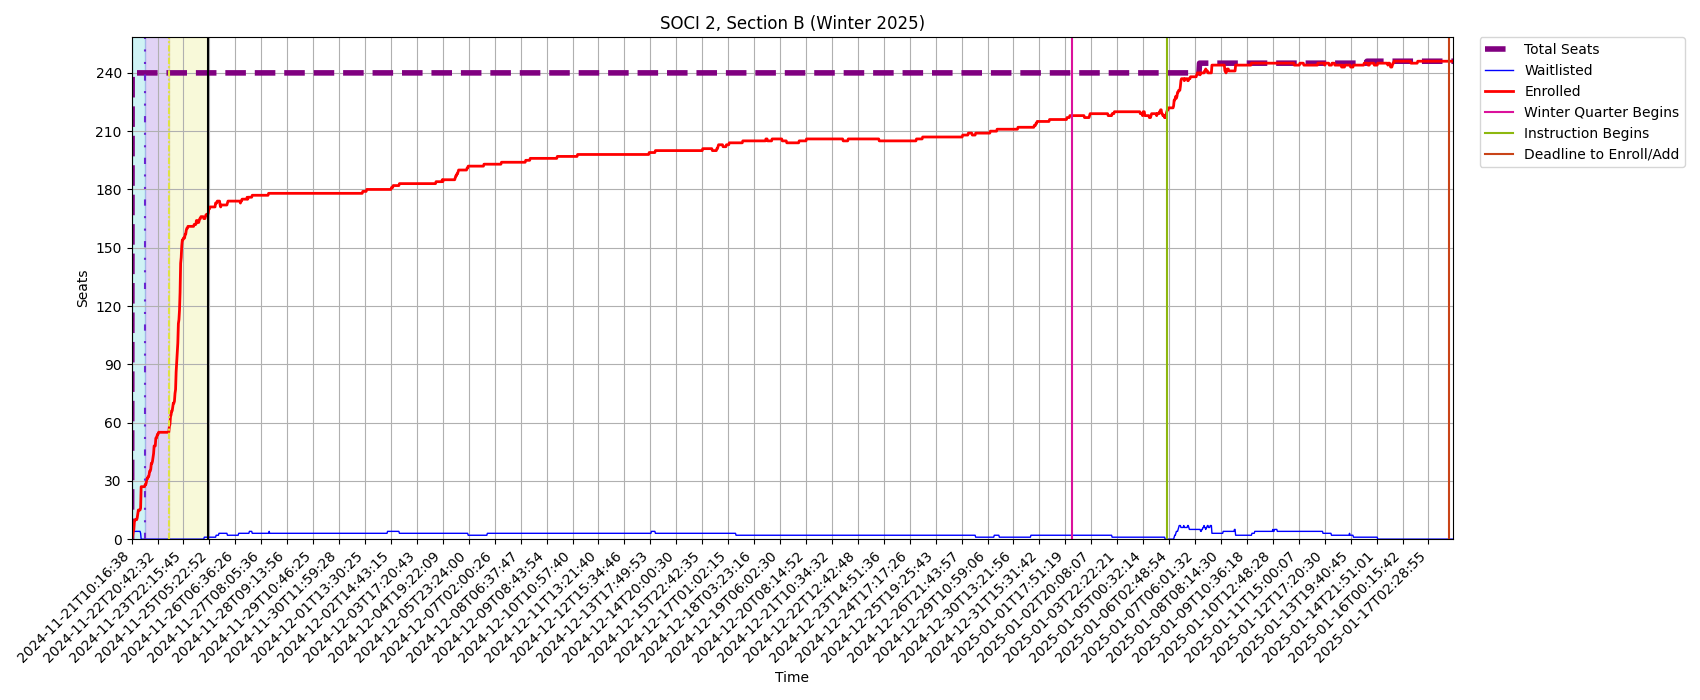 SOCI 2, Section B (Winter 2025)
Total Seats
Waitlisted
Enrolled
Winter Quarter Begins
Instruction Begins
Deadline to Enroll/Add
Seats
240
210
180
150
120
90
60
30
0
2024-11-21T10:16:38
2024-11-22T20:42:32
2024-11-23T22:15:45
2024-11-25T05:22:52
2024-11-26T06:36:26
2024-11-27T08:05:36
2024-11-28T09:13:56
2024-11-29T10:46:25
2024-11-30T11:59:28
2024-12-01T13:30:25
2024-12-02T14:43:15
2024-12-03T17:20:43
2024-12-04T19:22:09
2024-12-05T23:24:00
2024-12-07T02:00:26
2024-12-08T06:37:47
2024-12-09T08:43:54
2024-12-10T10:57:40
2024-12-11T13:21:40
2024-12-12T15:34:46
2024-12-13T17:49:53
2024-12-14T20:00:30
2024-12-15T22:42:35
2024-12-17T01:02:15
2024-12-18T03:23:16
2024-12-19T06:02:30
2024-12-20T08:14:52
2024-12-21T10:34:32
2024-12-22T12:42:48
2024-12-23T14:51:36
2024-12-24T17:17:26
2024-12-25T19:25:43
2024-12-26T21:43:57
2024-12-29T10:59:06
2024-12-30T13:21:56
2024-12-31T15:31:42
2025-01-01T17:51:19
2025-01-02T20:08:07
2025-01-03T22:22:21
2025-01-05T00:32:14
2025-01-06T02:48:54
2025-01-07T06:01:32
2025-01-08T08:14:30
2025-01-09T10:36:18
2025-01-10T12:48:28
2025-01-11T15:00:07
2025-01-12T17:20:30
2025-01-13T19:40:45
2025-01-14T21:51:01
2025-01-16T00:15:42
2025-01-17T02:28:55
Time